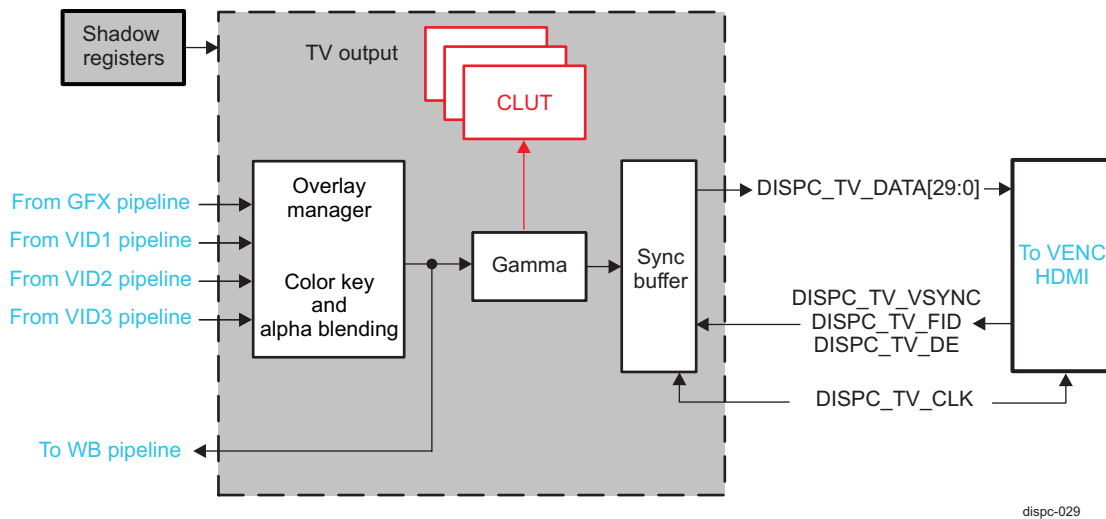 Shadow
registers
TV output
CLUT
Overlay
manager
Color key
and
alpha blending
From GFX pipeline
From VID1 pipeline
From VID2 pipeline
From VID3 pipeline
Gamma
Sync
buffer
DISPC_TV_DATA[29:0]
To VENC
HDMI
DISPC_TV_VSYNC
DISPC_TV_FID
DISPC_TV_DE
DISPC_TV_CLK
To WB pipeline
dispc-029